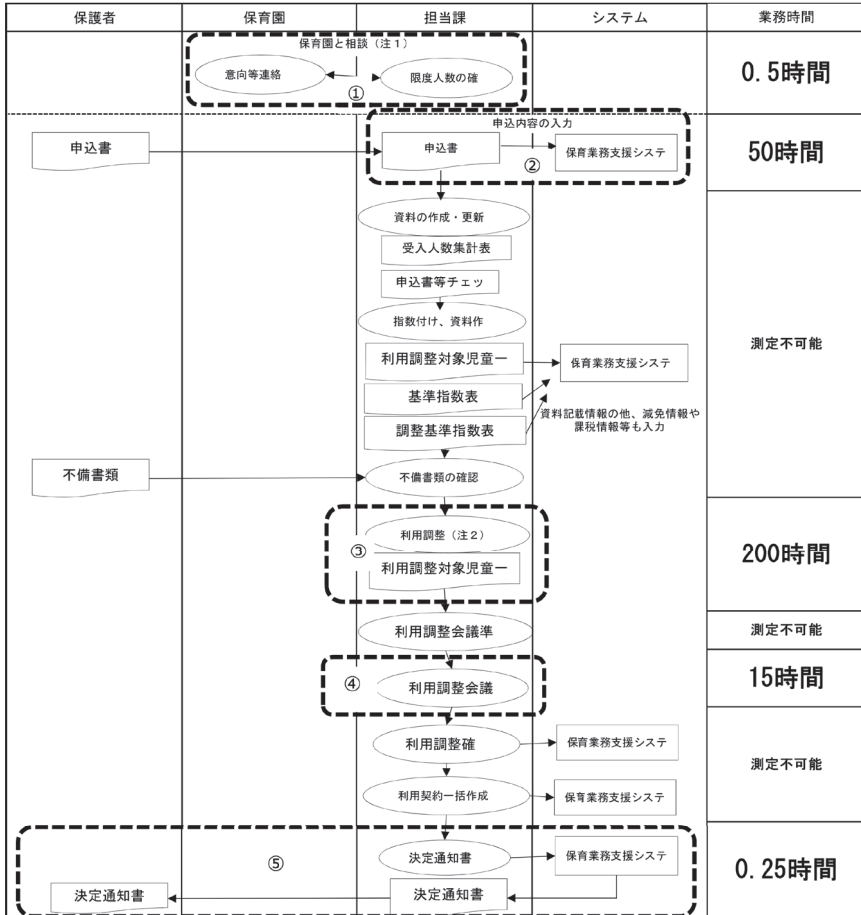 保護者 保育園 担当課 システム 業務時間
保育園と相談（注１）
意向等連絡
限度人数の確
①
0.5時間
申込内容の入力
申込書
申込書
保育業務支援システ
②
50時間
資料の作成・更新
受入人数集計表
申込書等チェッ
指数付け、資料作
利用調整対象児童一
保育業務支援システ
測定不可能
基準指数表
資料記載情報の他、減免情報や
課税情報等も入力
調整基準指数表
不備書類
不備書類の確認
利用調整（注２）
③
利用調整対象児童一
200時間
利用調整会議準
測定不可能
④
利用調整会議
15時間
利用調整確
保育業務支援システ
測定不可能
利用契約一括作成
保育業務支援システ
⑤
決定通知書
保育業務支援システ
0.25時間
決定通知書
決定通知書